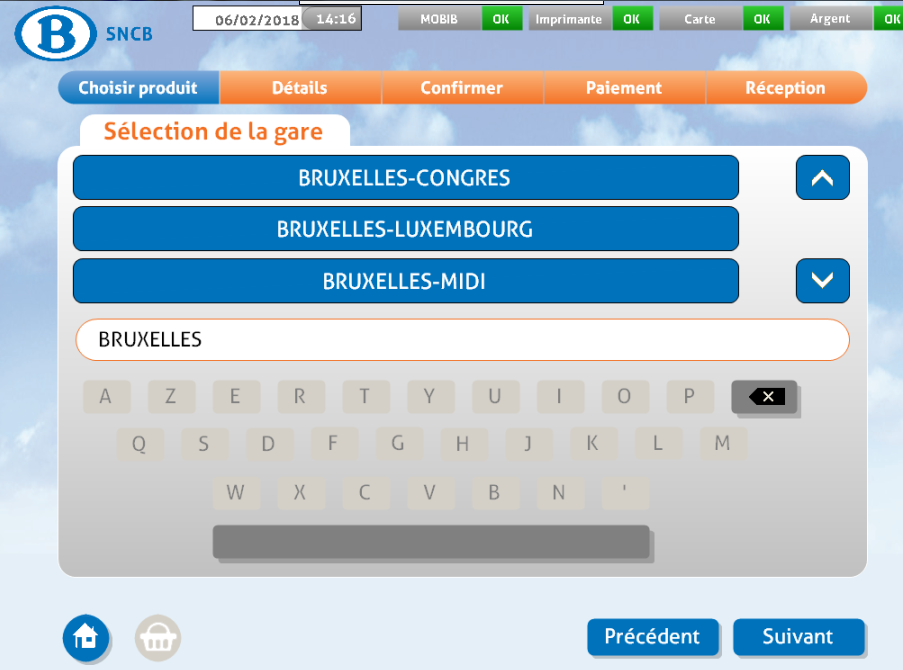 B SNCB
06/02/2018 14:16 MOBIB OK Imprimante OK Carte OK Argent OK
Choisir produit Détails Confirmer Paiement Réception
Sélection de la gare
BRUXELLES-CONGRES
BRUXELLES-LUXEMBOURG
BRUXELLES-MIDI
BRUXELLES
A Z E R T Y U I O P X
Q S D F G H J K L M
W X C V B N '
Précédent Suivant